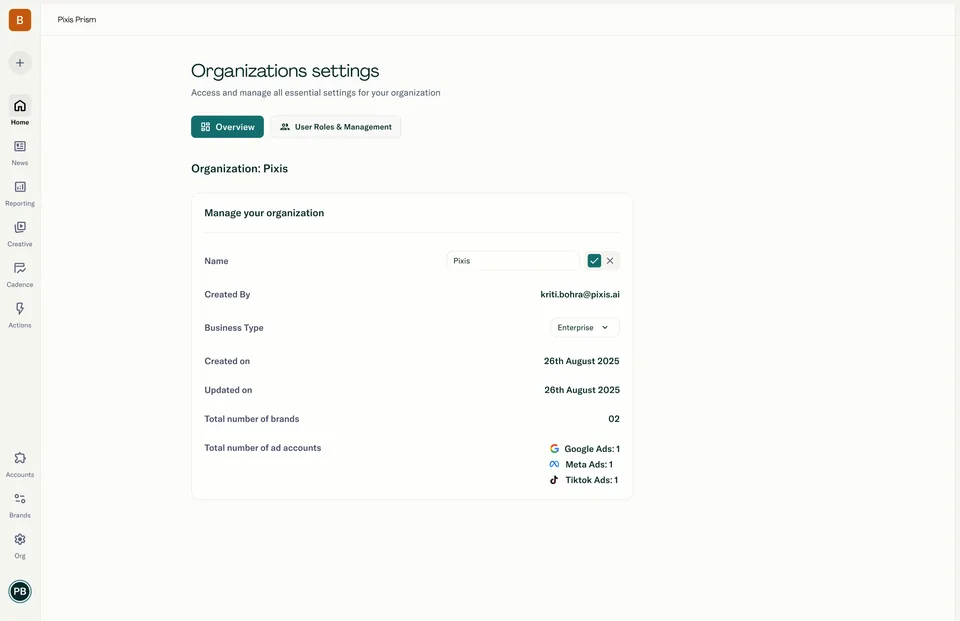 B
Pixis Prism
Home
News
Reporting
Creative
Cadence
Actions
Accounts
Brands
Org
PB
Organizations settings
Access and manage all essential settings for your organization
Overview
User Roles & Management
Organization: Pixis
Manage your organization
Name Pixis
Created By kriti.bohra@pixis.ai
Business Type Enterprise
Created on 26th August 2025
Updated on 26th August 2025
Total number of brands 02
Total number of ad accounts Google Ads: 1
Meta Ads: 1
Tiktok Ads: 1